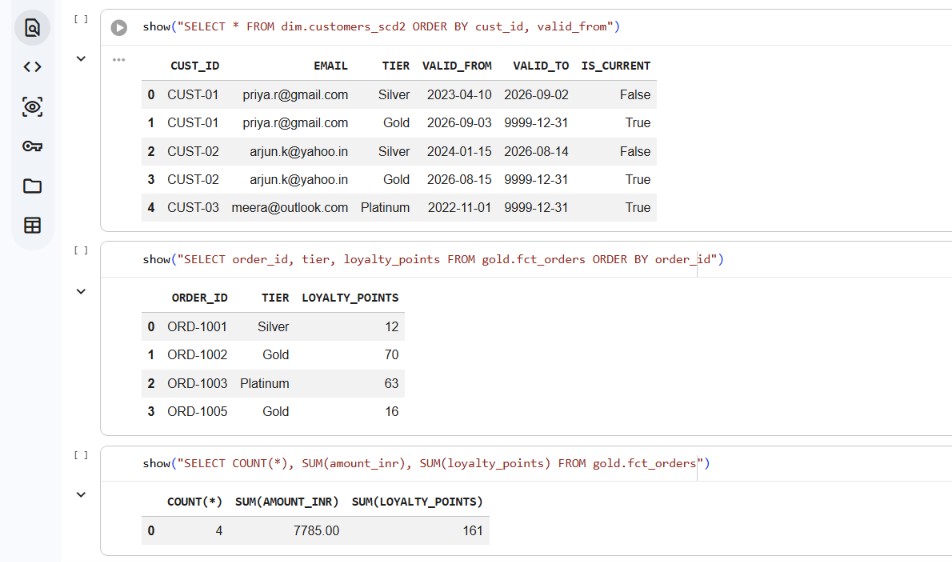 [ ]
show("SELECT * FROM dim.customers_scd2 ORDER BY cust_id, valid_from")
CUST_ID EMAIL TIER VALID_FROM VALID_TO IS_CURRENT
0 CUST-01 priya.r@gmail.com Silver 2023-04-10 2026-09-02 False
1 CUST-01 priya.r@gmail.com Gold 2026-09-03 9999-12-31 True
2 CUST-02 arjun.k@yahoo.in Silver 2024-01-15 2026-08-14 False
3 CUST-02 arjun.k@yahoo.in Gold 2026-08-15 9999-12-31 True
4 CUST-03 meera@outlook.com Platinum 2022-11-01 9999-12-31 True
[ ]
show("SELECT order_id, tier, loyalty_points FROM gold.fct_orders ORDER BY order_id")
ORDER_ID TIER LOYALTY_POINTS
0 ORD-1001 Silver 12
1 ORD-1002 Gold 70
2 ORD-1003 Platinum 63
3 ORD-1005 Gold 16
[ ]
show("SELECT COUNT(*), SUM(amount_inr), SUM(loyalty_points) FROM gold.fct_orders")
COUNT(*) SUM(AMOUNT_INR) SUM(LOYALTY_POINTS)
0 4 7785.00 161